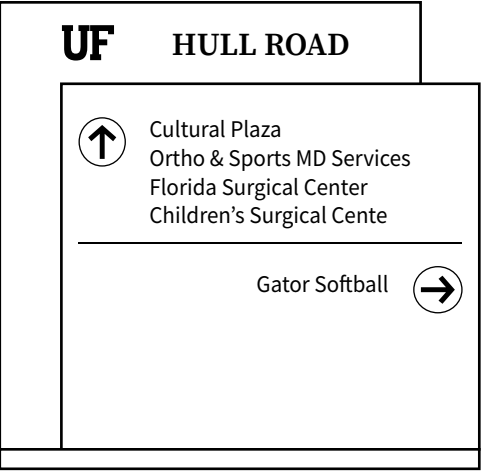 UF HULL ROAD
Cultural Plaza
Ortho & Sports MD Services
Florida Surgical Center
Children's Surgical Cente
Gator Softball